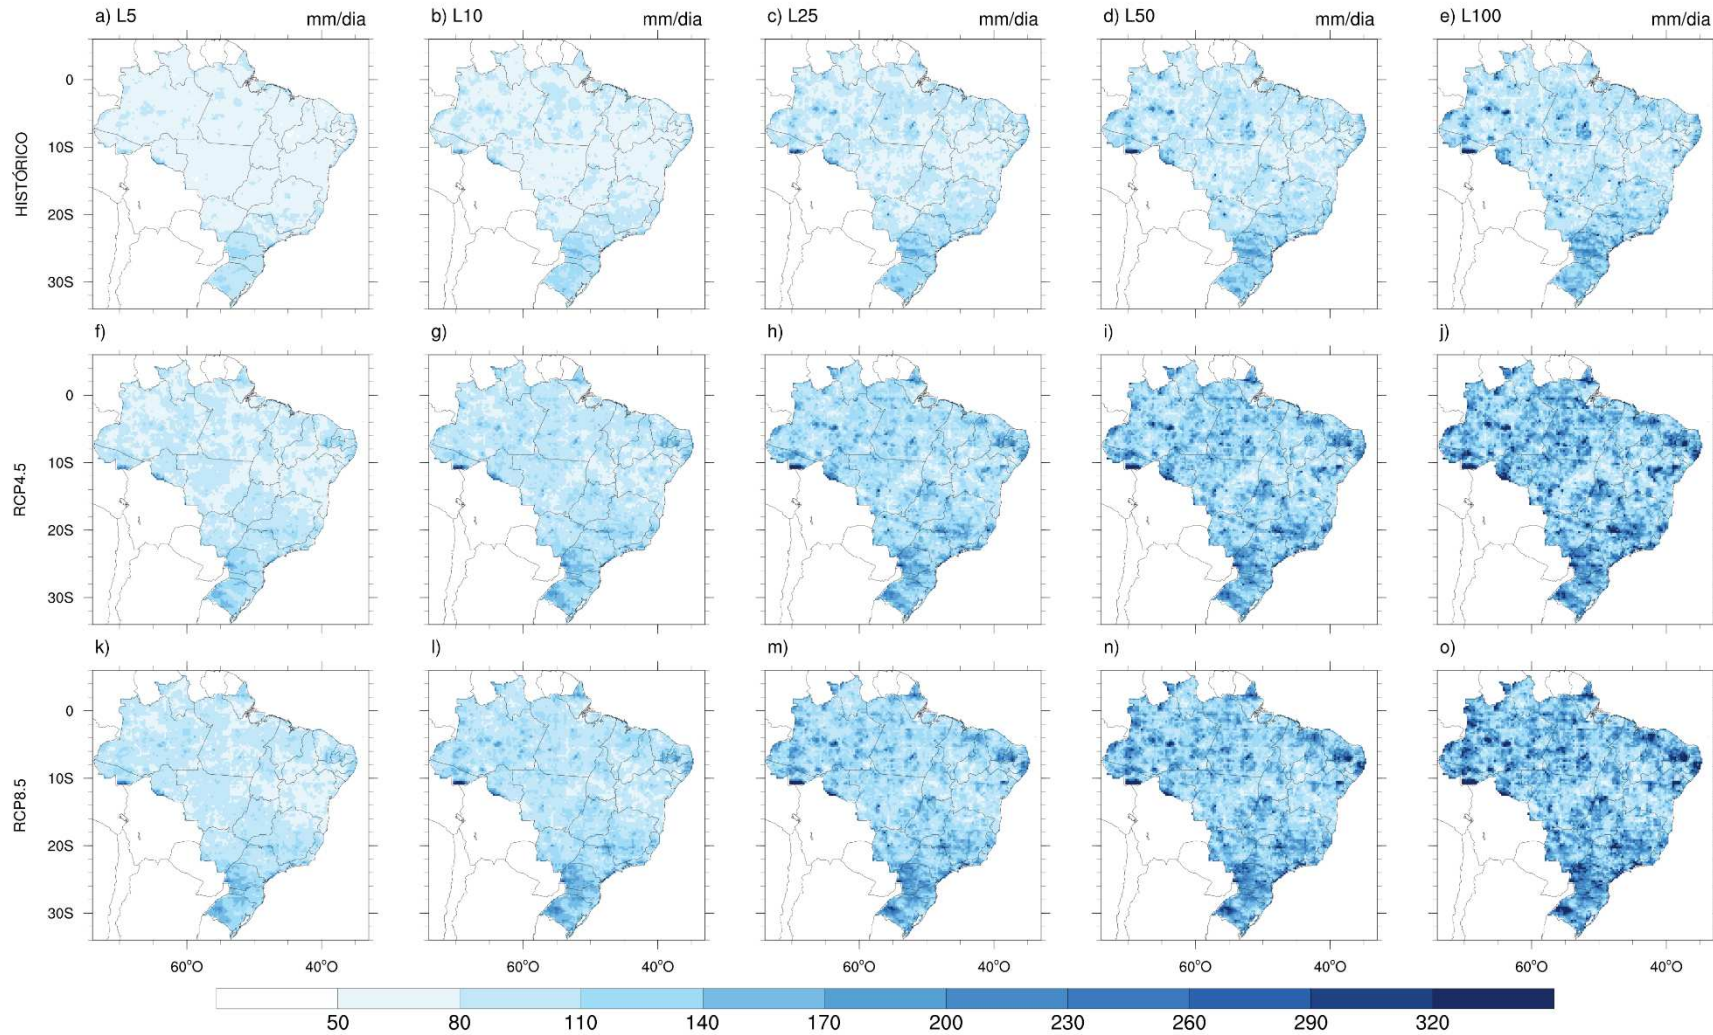 a) L5 mm/dia b) L10 mm/dia c) L25 mm/dia d) L50 mm/dia e) L100 mm/dia
HISTÓRICO
0
10S
20S
30S
f) g) h) i) j)
RCP4.5
0
10S
20S
30S
k) l) m) n) o)
RCP8.5
0
10S
20S
30S
60°O 40°O 60°O 40°O 60°O 40°O 60°O 40°O 60°O 40°O
50 80 110 140 170 200 230 260 290 320